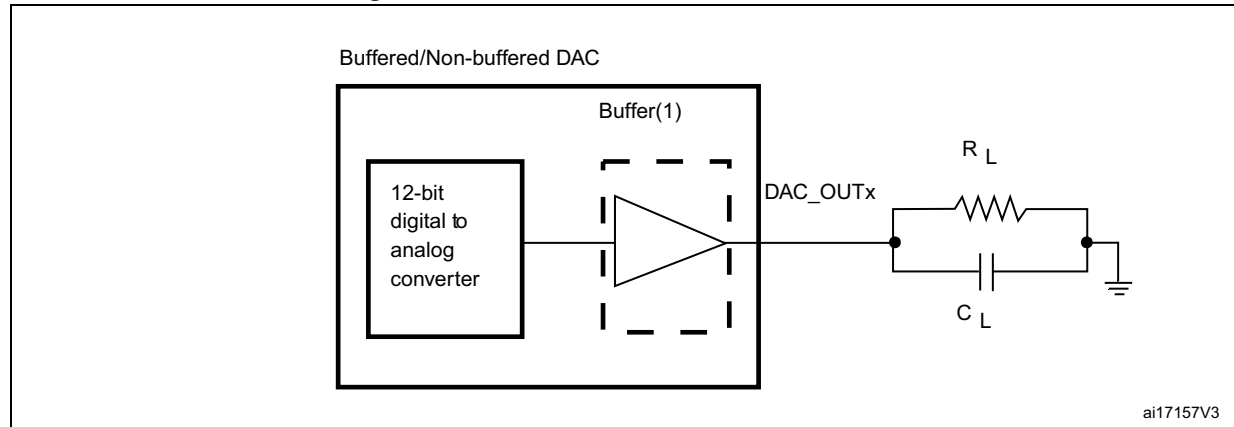 Buffered/Non-buffered DAC
Buffer(1)
12-bit
digital to
analog
converter
DAC_OUTx
R L
C L
ai17157V3